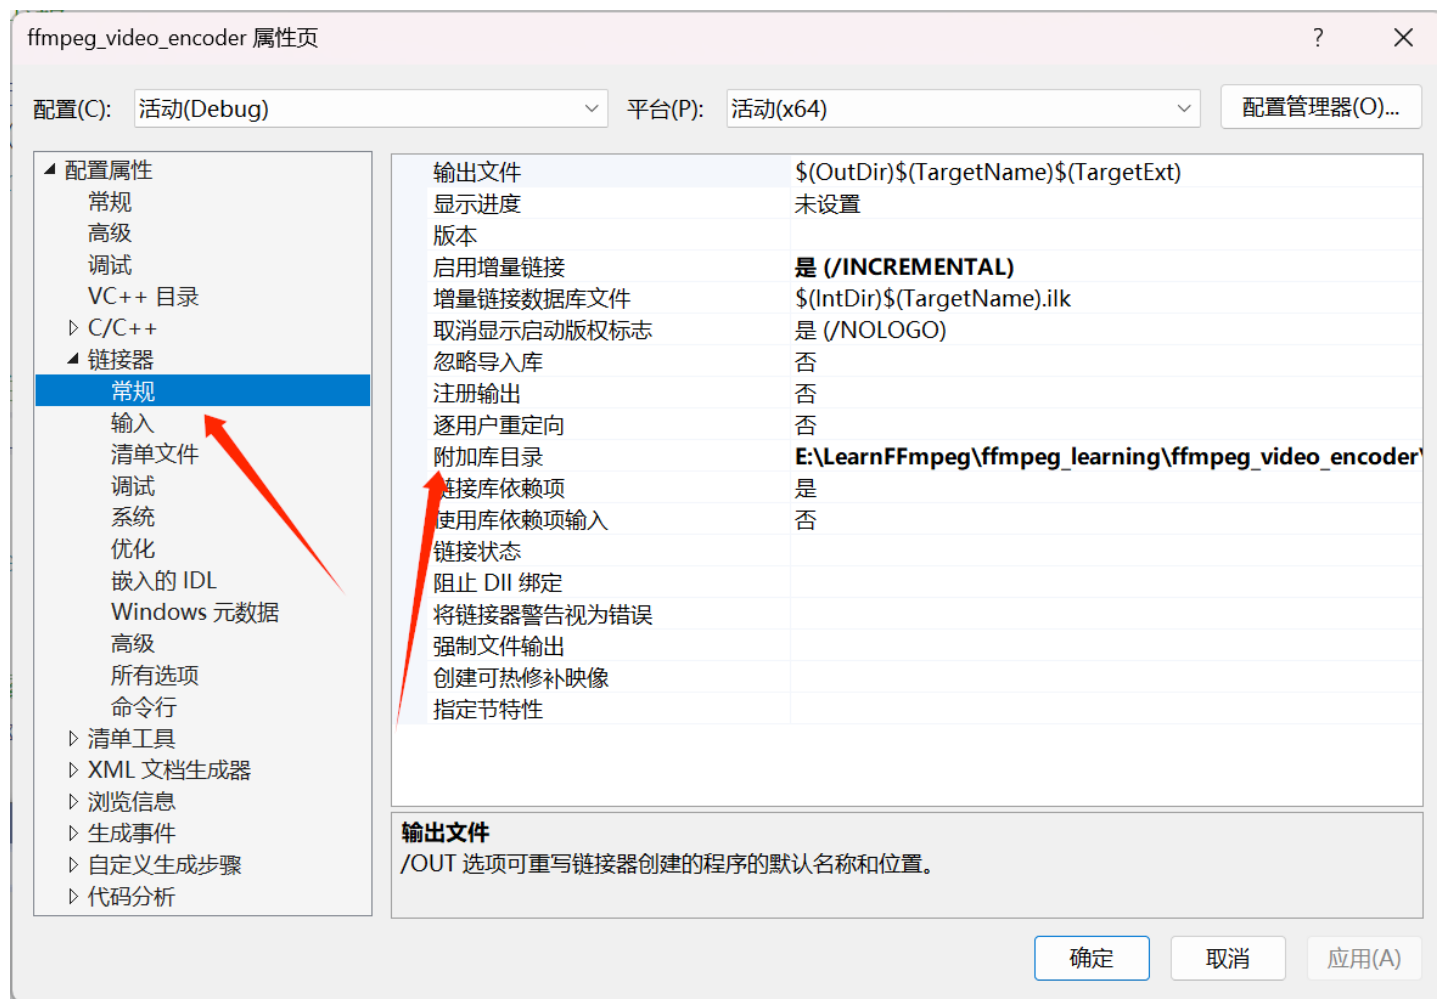 ffmpeg_video_encoder 属性页
?
配置(C):
活动(Debug)
平台(P):
活动(x64)
配置管理器(O)...
配置属性
常规
高级
调试
VC++ 目录
C/C++
链接器
常规
输入
清单文件
调试
系统
优化
嵌入的 IDL
Windows 元数据
高级
所有选项
命令行
清单工具
XML 文档生成器
浏览信息
生成事件
自定义生成步骤
代码分析
输出文件 $(OutDir)$(TargetName)$(TargetExt)
显示进度 未设置
版本
启用增量链接 是 (/INCREMENTAL)
增量链接数据库文件 $(IntDir)$(TargetName).ilk
取消显示启动版权标志 是 (/NOLOGO)
忽略导入库 否
注册输出 否
逐用户重定向 否
附加库目录 E:\LearnFFmpeg\ffmpeg_learning\ffmpeg_video_encoder\
链接库依赖项 是
使用库依赖项输入 否
链接状态
阻止 Dll 绑定
将链接器警告视为错误
强制文件输出
创建可热修补映像
指定节特性
输出文件
/OUT 选项可重写链接器创建的程序的默认名称和位置。
确定
取消
应用(A)